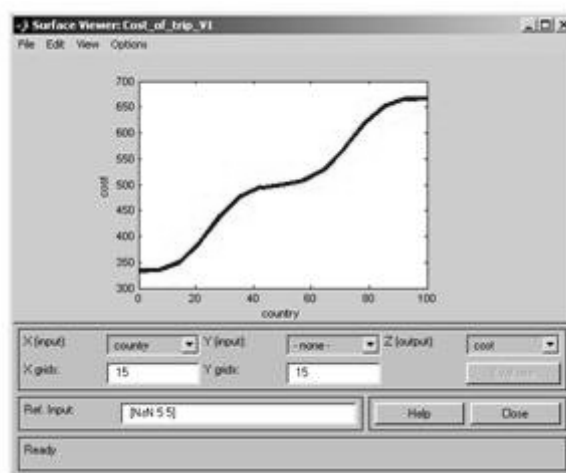 Surface Viewer: Cost_of_trip_V1
File Edit View Options
700
650
600
550
500
450
400
350
300
cost
0 20 40 60 80 100
country
X (input): country Y (input): - none - Z (output): cost
X grids: 15 Y grids: 15
Ref. Input: [NaN 5 5] Help Close
Ready